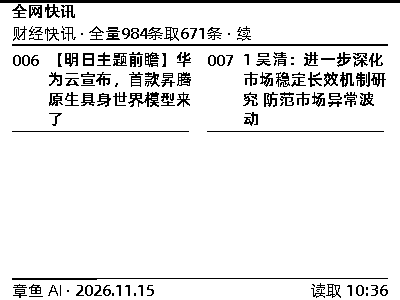 全网快讯
财经快讯 · 全量984条取671条 · 续
006 【明日主题前瞻】华
为云宣布，首款昇腾
原生具身世界模型来
了
007 1 吴清：进一步深化
市场稳定长效机制研
究 防范市场异常波
动
章鱼 AI · 2026.11.15
读取 10:36